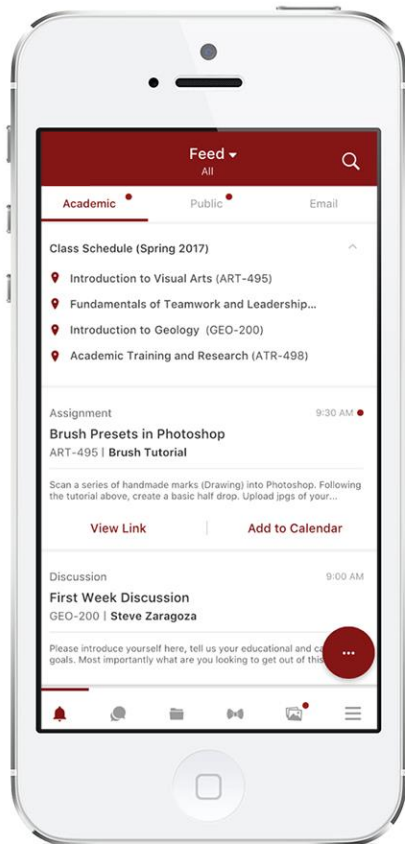 Feed
All
Academic
Public
Email
Class Schedule (Spring 2017)
Introduction to Visual Arts (ART-495)
Fundamentals of Teamwork and Leadership...
Introduction to Geology (GEO-200)
Academic Training and Research (ATR-498)
Assignment
9:30 AM
Brush Presets in Photoshop
ART-495 | Brush Tutorial
Scan a series of handmade marks (Drawing) into Photoshop. Following
the tutorial above, create a basic half drop. Upload jpgs of your...
View Link
Add to Calendar
Discussion
9:00 AM
First Week Discussion
GEO-200 | Steve Zaragoza
Please introduce yourself here, tell us your educational and
goals. Most importantly what are you looking to get out of